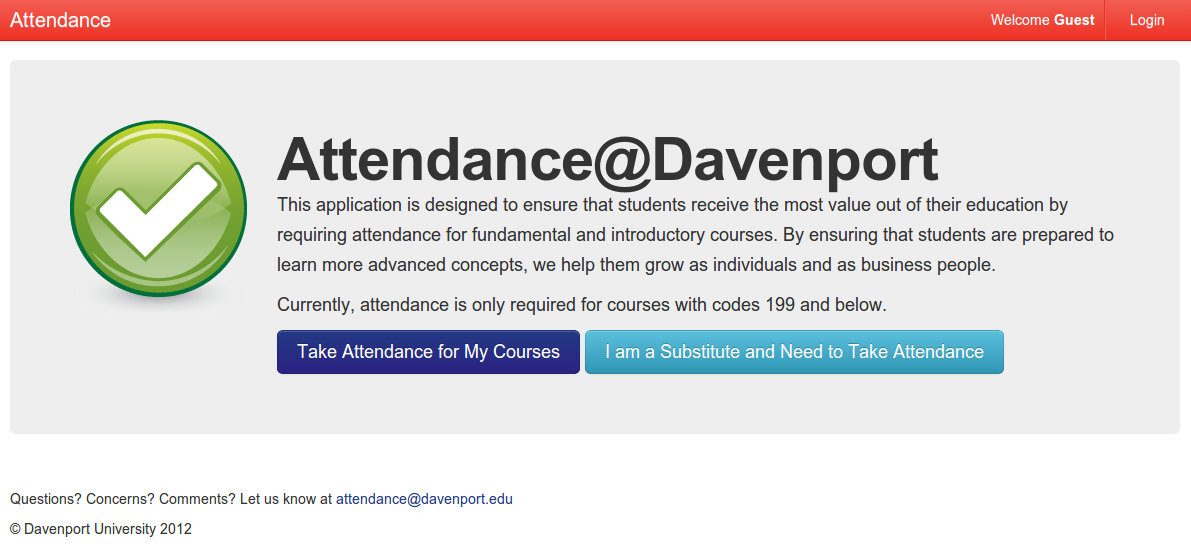 Attendance
Welcome Guest
Login
Attendance@Davenport
This application is designed to ensure that students receive the most value out of their education by
requiring attendance for fundamental and introductory courses. By ensuring that students are prepared to
learn more advanced concepts, we help them grow as individuals and as business people.
Currently, attendance is only required for courses with codes 199 and below.
Take Attendance for My Courses
I am a Substitute and Need to Take Attendance
Questions? Concerns? Comments? Let us know at attendance@davenport.edu
© Davenport University 2012